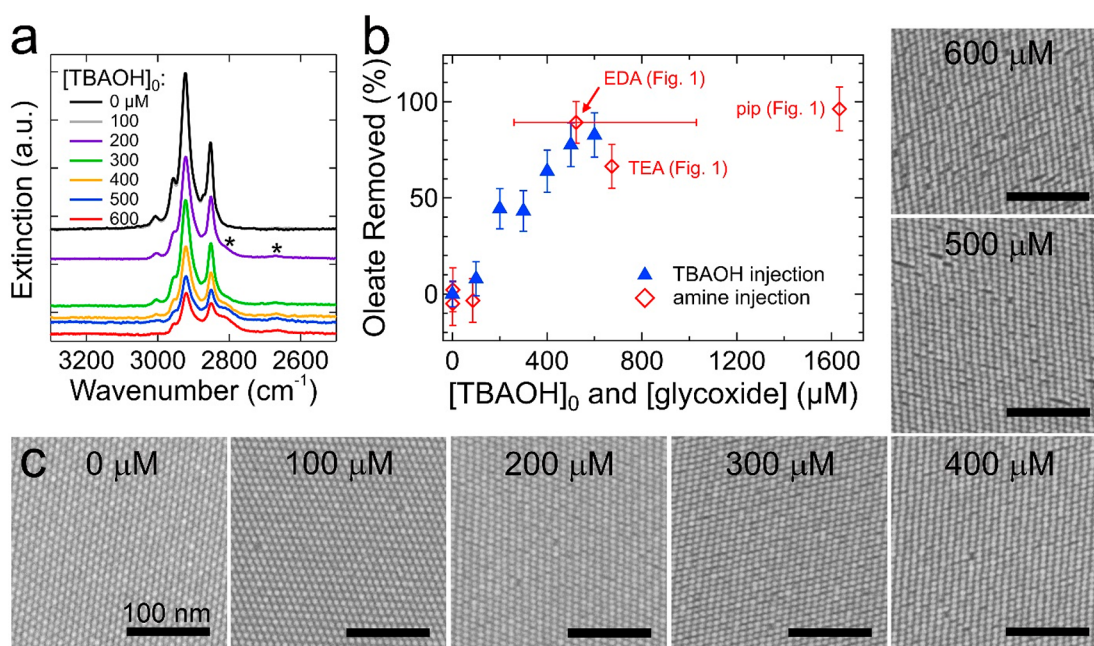 a
[TBAOH]₀:
0 µM
100
200
300
400
500
600
*
*
Extinction (a.u.)
3200
3000
2800
2600
Wavenumber (cm⁻¹)
b
Oleate Removed (%)
100
50
0
EDA (Fig. 1)
pip (Fig. 1)
TEA (Fig. 1)
TBAOH injection
amine injection
0
400
800
1200
1600
[TBAOH]₀ and [glycoxide] (µM)
600 µM
500 µM
c
0 µM
100 nm
100 µM
200 µM
300 µM
400 µM